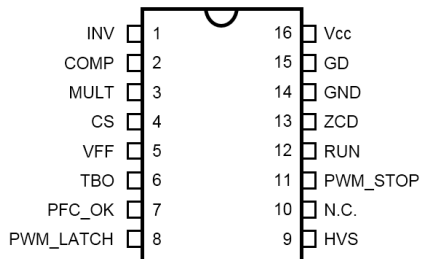 INV 1 16 Vcc
COMP 2 15 GD
MULT 3 14 GND
CS 4 13 ZCD
VFF 5 12 RUN
TBO 6 11 PWM_STOP
PFC_OK 7 10 N.C.
PWM_LATCH 8 9 HVS